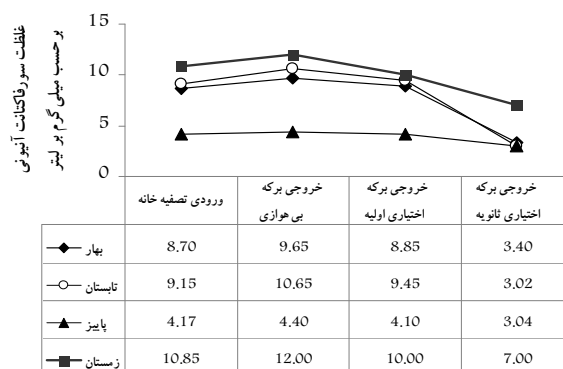 غلظت سورفاکتانت آنیونی
بر حسب میلی گرم بر لیتر
15
10
5
0
ورودی تصفیه خانه
خروجی برکه
بی هوازی
خروجی برکه
اختیاری اولیه
خروجی برکه
اختیاری ثانویه
بهار 8.70 9.65 8.85 3.40
تابستان 9.15 10.65 9.45 3.02
پاییز 4.17 4.40 4.10 3.04
زمستان 10.85 12.00 10.00 7.00